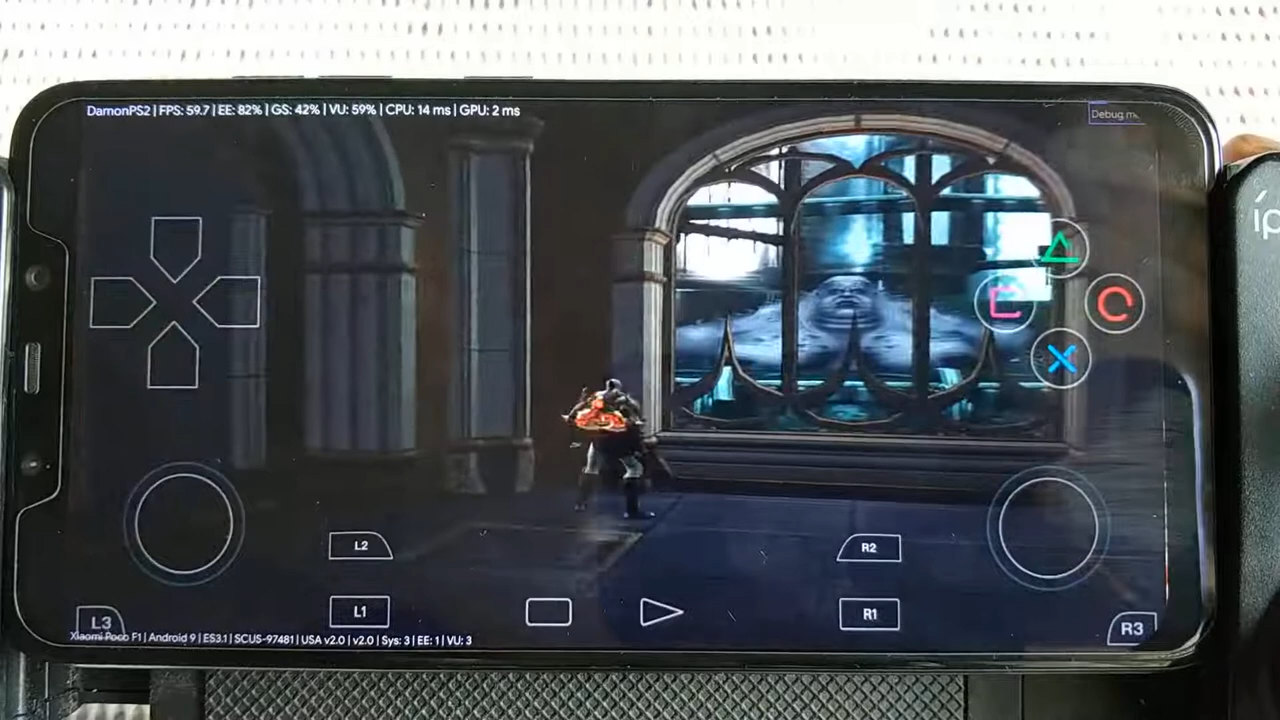 DamonPS2 | FPS: 59.7 | EE: 82% | GS: 42% | VU: 59% | CPU: 14 ms | GPU: 2 ms
Debug
íp
L2
R2
L3
L1
R1
R3
Xiaomi Poco F1 | Android 9 | ES3.1 | SCUS-97481 | USA v2.0 | v2.0 | Sys: 3 | EE: 1 | VU: 3